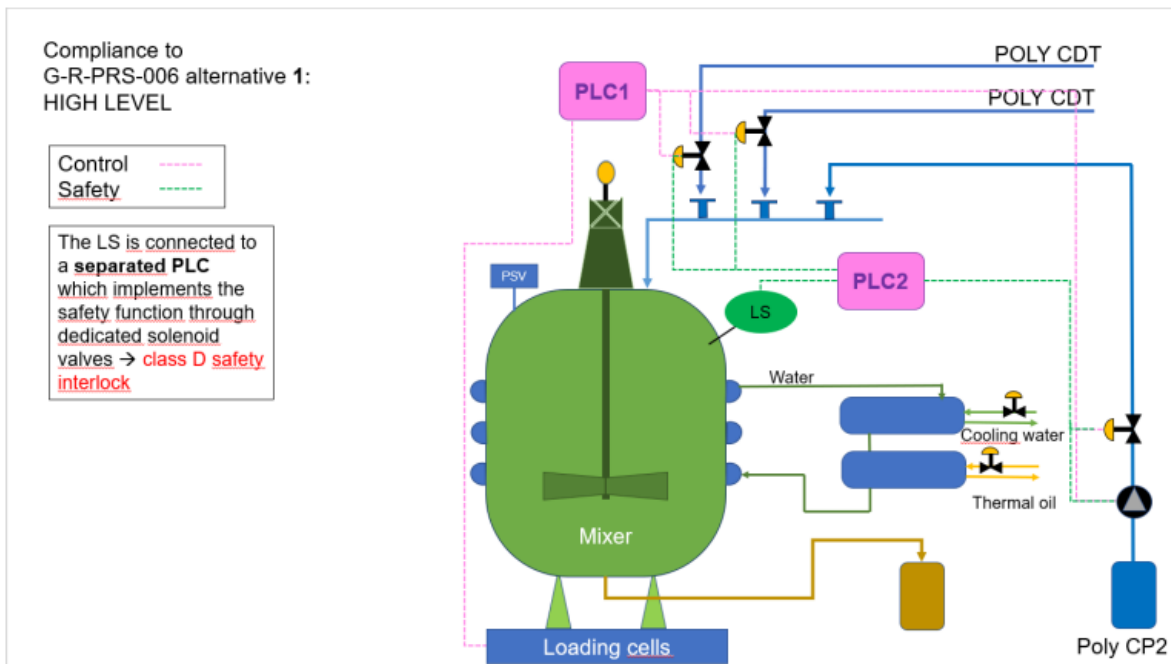 Compliance to
G-R-PRS-006 alternative 1:
HIGH LEVEL
Control
Safety
The LS is connected to
a separated PLC
which implements the
safety function through
dedicated solenoid
valves → class D safety
interlock
PLC1
POLY CDT
POLY CDT
PSV
PLC2
LS
Water
Cooling water
Thermal oil
Mixer
Loading cells
Poly CP2